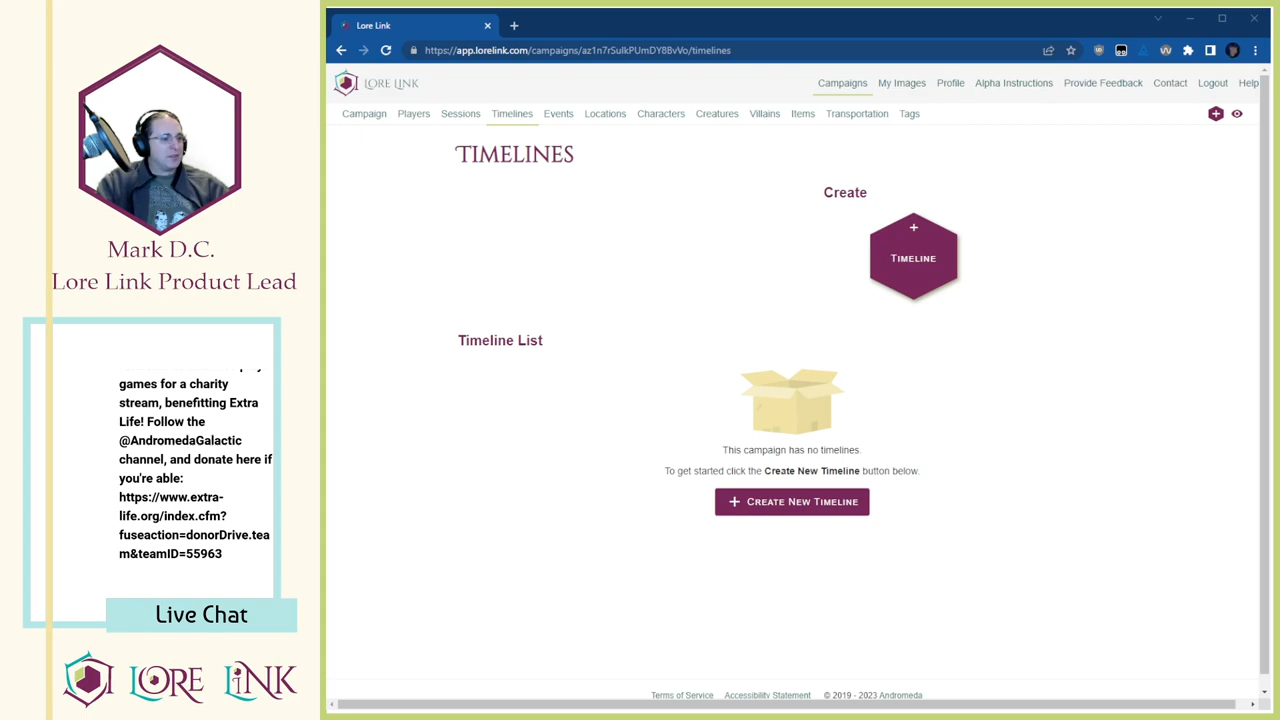 Mark D.C.
Lore Link Product Lead
games for a charity
stream, benefitting Extra
Life! Follow the
@AndromedaGalactic
channel, and donate here if
you're able:
https://www.extra-
life.org/index.cfm?
fuseaction=donorDrive.tea
m&teamID=55963
Live Chat
LORE LINK
Lore Link
https://app.lorelink.com/campaigns/az1n7rSulkPUmDY8BvVo/timelines
LORE LINK
Campaigns My Images Profile Alpha Instructions Provide Feedback Contact Logout Help
Campaign Players Sessions Timelines Events Locations Characters Creatures Villains Items Transportation Tags
TIMELINES
Create
+
TIMELINE
Timeline List
This campaign has no timelines.
To get started click the Create New Timeline button below.
+ CREATE NEW TIMELINE
Terms of Service Accessibility Statement © 2019 - 2023 Andromeda